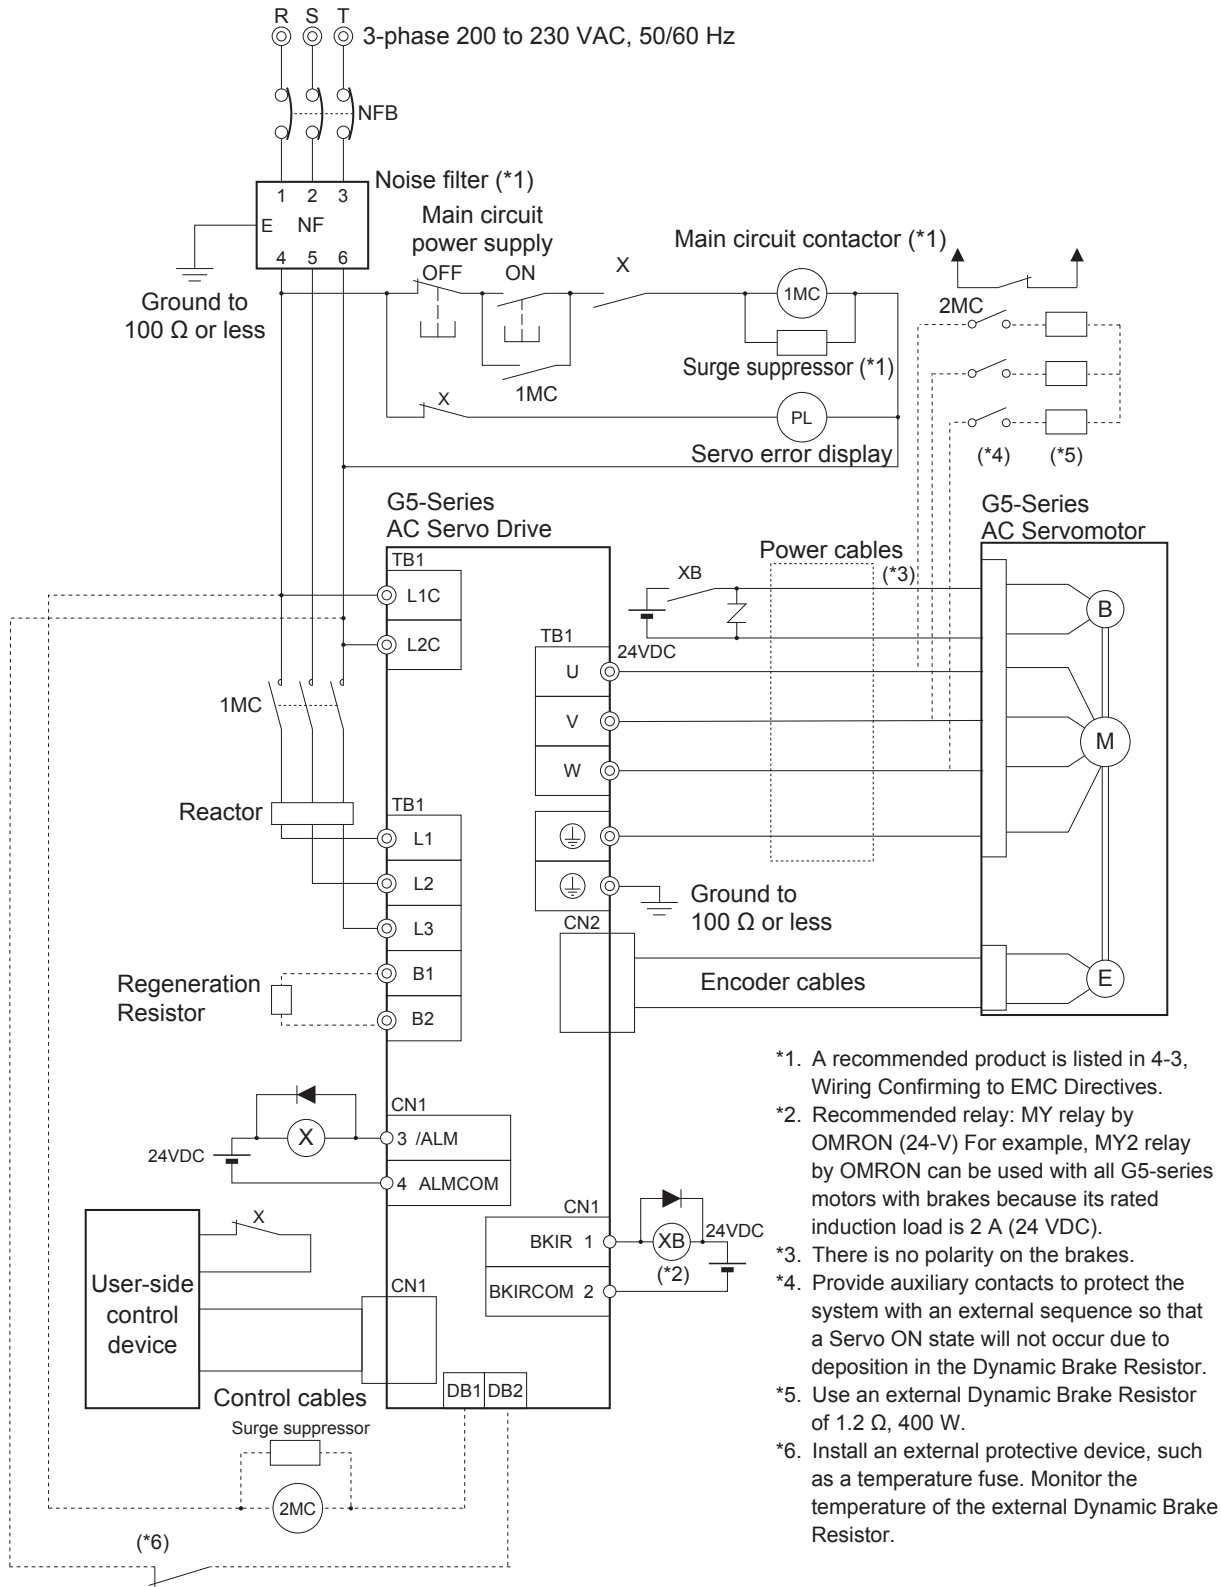 R S T
3-phase 200 to 230 VAC, 50/60 Hz
NFB
Noise filter (*1)
1 2 3
E NF
4 5 6
Ground to
100 Ω or less
Main circuit
power supply
OFF ON X
1MC
Main circuit contactor (*1)
1MC
Surge suppressor (*1)
X
PL
Servo error display
2MC
(*4) (*5)
G5-Series
AC Servo Drive
G5-Series
AC Servomotor
TB1
L1C
L2C
XB
24VDC
Power cables
(*3)
B
TB1
U
V
W
M
1MC
Reactor
TB1
L1
L2
L3
B1
B2
Regeneration
Resistor
Ground to
100 Ω or less
CN2
Encoder cables
E
CN1
X
3 /ALM
24VDC
4 ALMCOM
X
User-side
control
device
CN1
Control cables
CN1
BKIR 1
XB
24VDC
(*2)
BKIRCOM 2
DB1 DB2
Surge suppressor
2MC
(*6)
*1. A recommended product is listed in 4-3,
Wiring Confirming to EMC Directives.
*2. Recommended relay: MY relay by
OMRON (24-V) For example, MY2 relay
by OMRON can be used with all G5-series
motors with brakes because its rated
induction load is 2 A (24 VDC).
*3. There is no polarity on the brakes.
*4. Provide auxiliary contacts to protect the
system with an external sequence so that
a Servo ON state will not occur due to
deposition in the Dynamic Brake Resistor.
*5. Use an external Dynamic Brake Resistor
of 1.2 Ω, 400 W.
*6. Install an external protective device, such
as a temperature fuse. Monitor the
temperature of the external Dynamic Brake
Resistor.